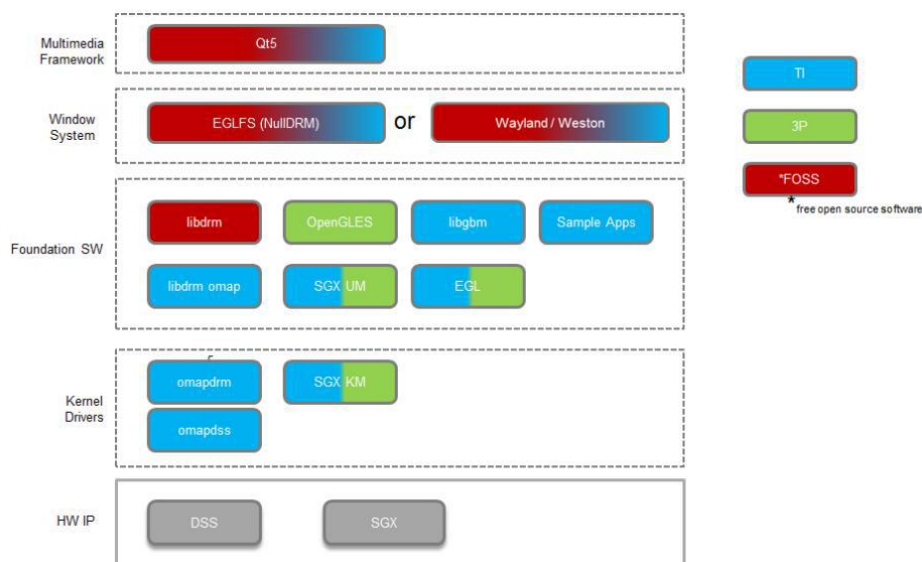 Multimedia
Framework
Qt5
TI
Window
System
EGLFS (NullDRM)
or
Wayland / Weston
3P
*FOSS
* free open source software
Foundation SW
libdrm
OpenGLES
libgbm
Sample Apps
libdrm omap
SGX UM
EGL
Kernel
Drivers
omapdrm
SGX KM
omapdss
HW IP
DSS
SGX